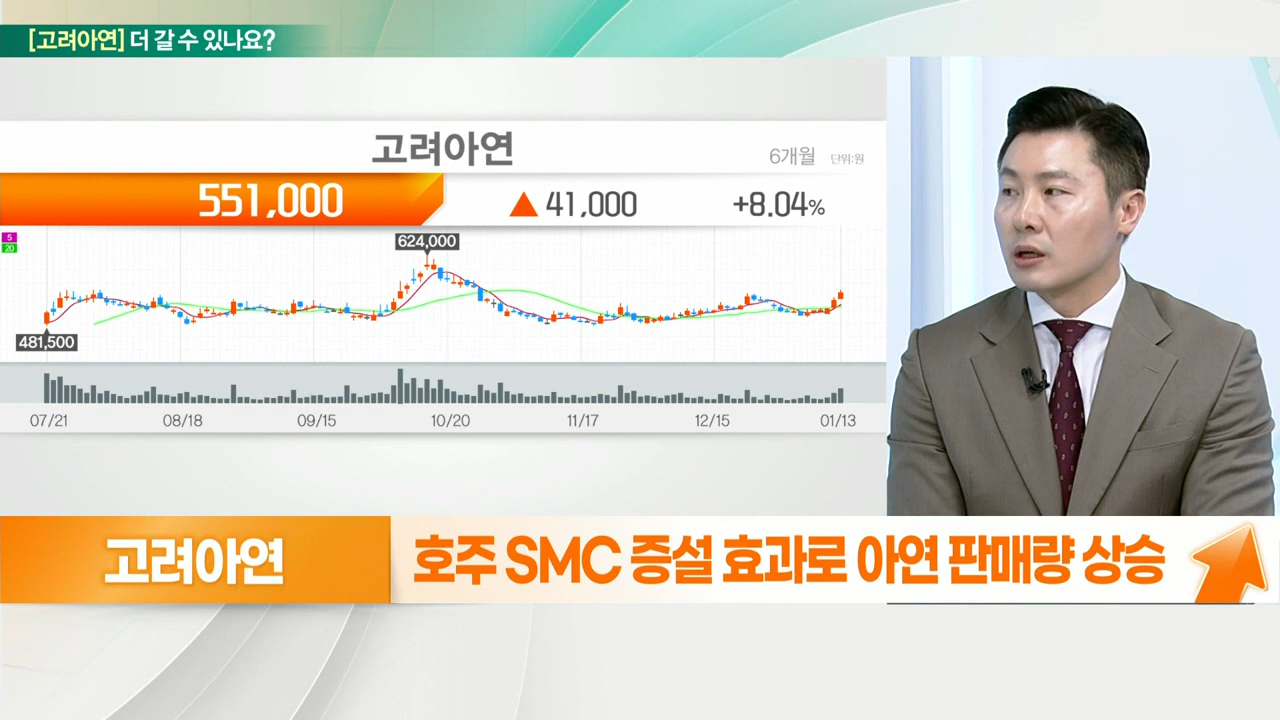 [고려아연] 더 갈 수 있나요?
고려아연
6개월 단위:원
551,000 ▲ 41,000 +8.04%
5
20
624,000
481,500
07/21 08/18 09/15 10/20 11/17 12/15 01/13
고려아연 호주 SMC 증설 효과로 아연 판매량 상승